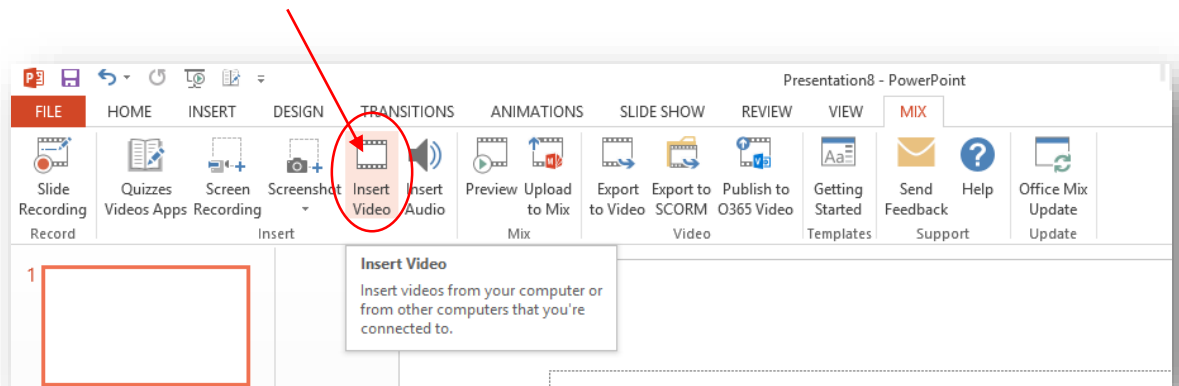 Presentation8 - PowerPoint
FILE HOME INSERT DESIGN TRANSITIONS ANIMATIONS SLIDE SHOW REVIEW VIEW MIX
Slide Recording
Quizzes Videos Apps
Screen Recording
Screenshot
Insert Video
Insert Audio
Preview
Upload to Mix
Export to Video
Export to SCORM
Publish to O365 Video
Getting Started
Send Feedback
Help
Office Mix Update
Record Insert Mix Video Templates Support Update
1
Insert Video
Insert videos from your computer or
from other computers that you're
connected to.